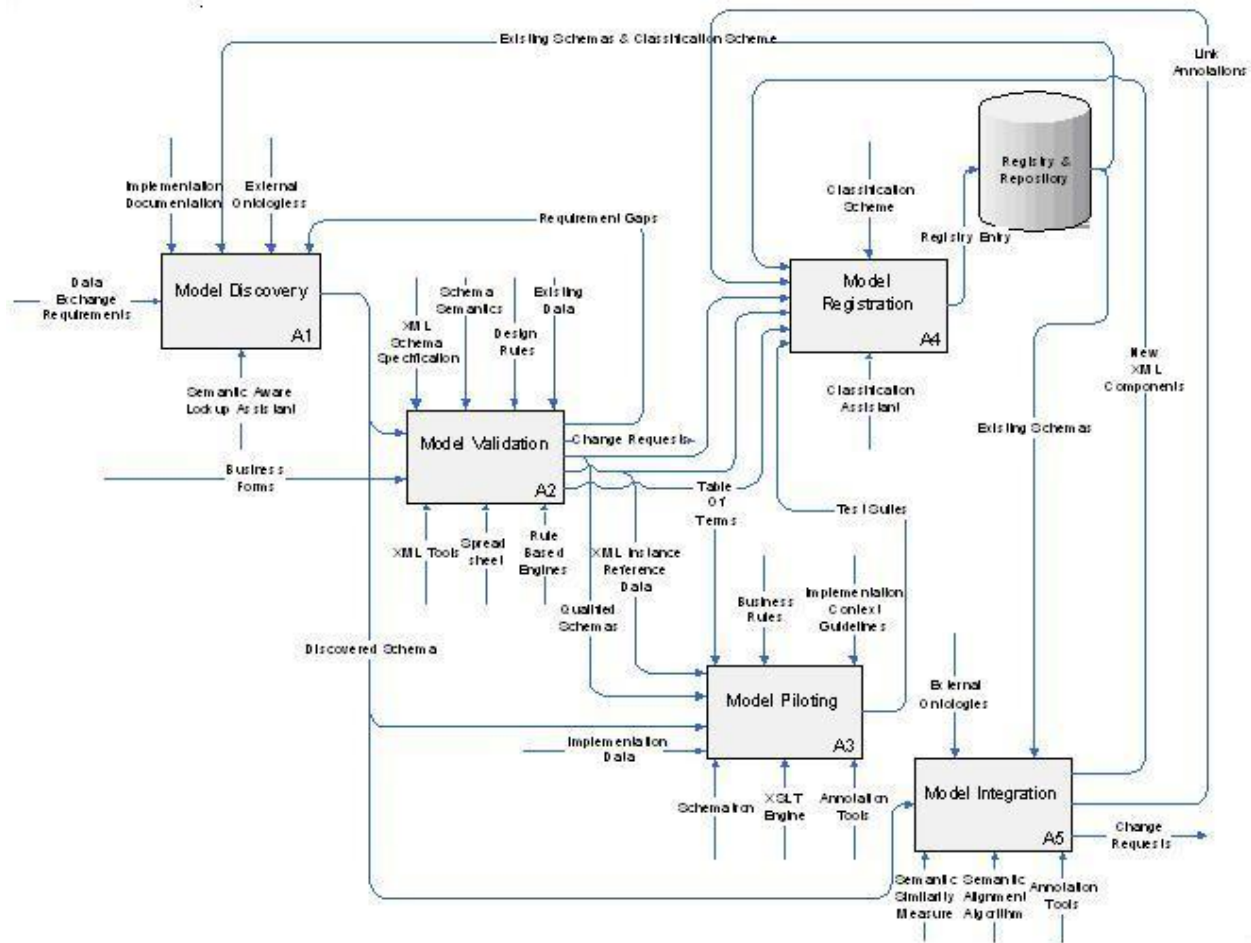 Existing Schemas & Classification Scheme
Link
Annotations
Implementation
Documentation
External
Ontologiess
Requirement Gaps
Classification
Scheme
Registry &
Repository
Registry Entry
Data
Exchange
Requirements
Model Discovery
A1
XML
Schema
Specification
Schema
Semantics
Design
Rules
Existing
Data
Model
Registration
A4
New
XML
Components
Semantic Aware
Lockup Assistant
Classification
Assistant
Existing Schemas
Model Validation
A2
Change Requests
Business
Forms
Table
Of
Terms
Test Suites
XML Tools
Spread
sheet
Rule
Based
Engines
XML Instance
Reference
Data
Qualified
Schemas
Business
Rules
Implementation
Context
Guidelines
Discovered Schema
Model Piloting
A3
External
Ontologies
Implementation
Data
Schematron
XSLT
Engine
Annotation
Tools
Model Integration
A5
Change
Requests
Semantic
Similarity
Measure
Semantic
Alignment
Algorithm
Annotation
Tools